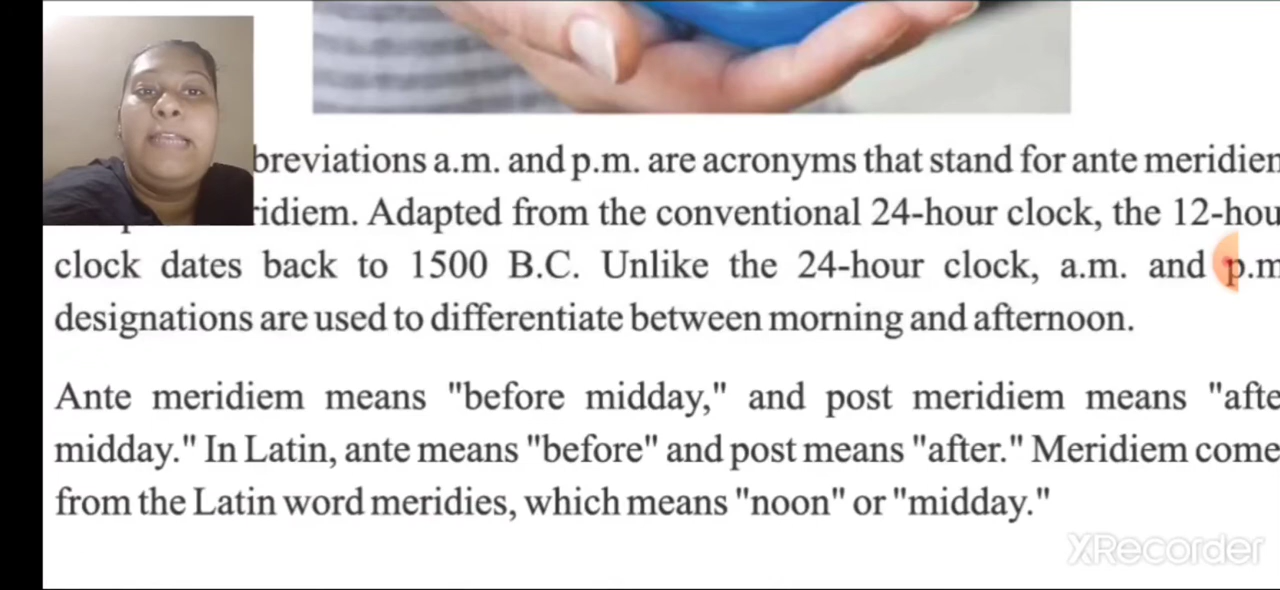 breviations a.m. and p.m. are acronyms that stand for ante meridien
ridiem. Adapted from the conventional 24-hour clock, the 12-hou
clock dates back to 1500 B.C. Unlike the 24-hour clock, a.m. and p.m
designations are used to differentiate between morning and afternoon.
Ante meridiem means "before midday," and post meridiem means "afte
midday." In Latin, ante means "before" and post means "after." Meridiem come
from the Latin word meridies, which means "noon" or "midday."
XRecorder